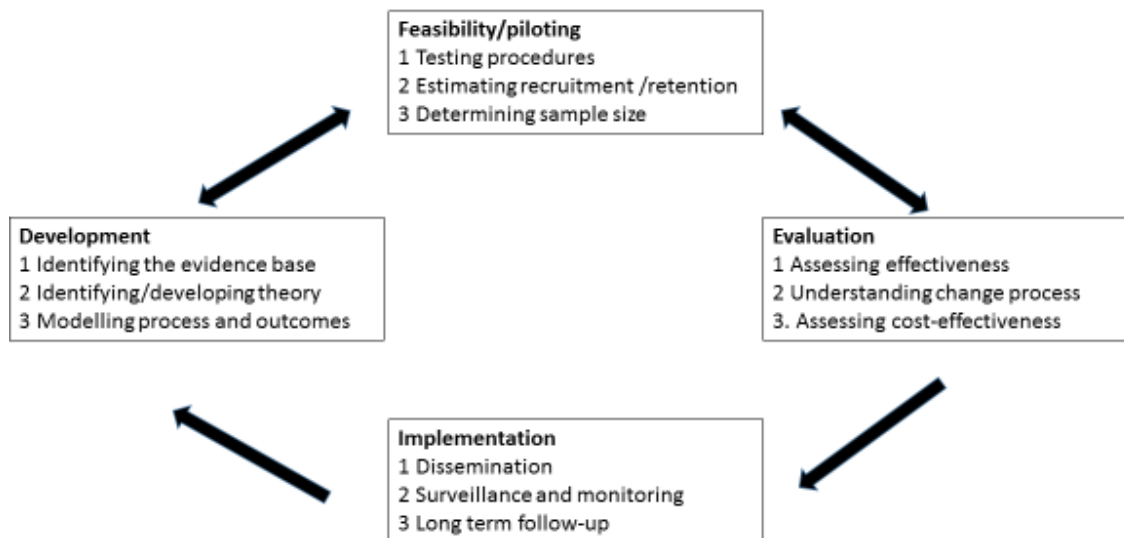 Feasibility/piloting
1 Testing procedures
2 Estimating recruitment /retention
3 Determining sample size
Development
1 Identifying the evidence base
2 Identifying/developing theory
3 Modelling process and outcomes
Evaluation
1 Assessing effectiveness
2 Understanding change process
3. Assessing cost-effectiveness
Implementation
1 Dissemination
2 Surveillance and monitoring
3 Long term follow-up